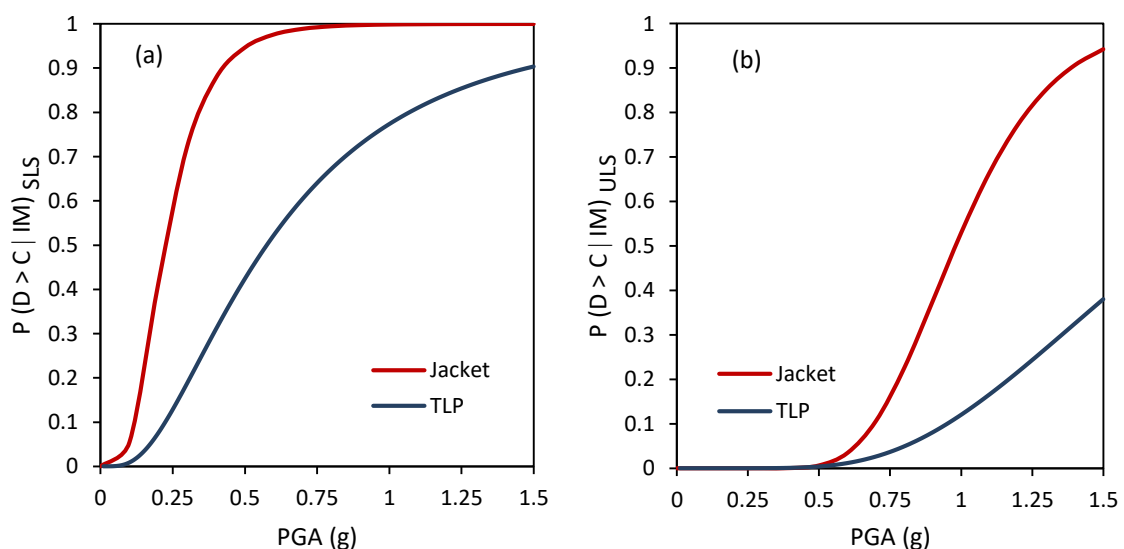 (a)
P (D > C | IM) SLS
1
0.9
0.8
0.7
0.6
0.5
0.4
0.3
0.2
0.1
0
0 0.25 0.5 0.75 1 1.25 1.5
PGA (g)
Jacket
TLP
(b)
P (D > C | IM) ULS
1
0.9
0.8
0.7
0.6
0.5
0.4
0.3
0.2
0.1
0
0 0.25 0.5 0.75 1 1.25 1.5
PGA (g)
Jacket
TLP